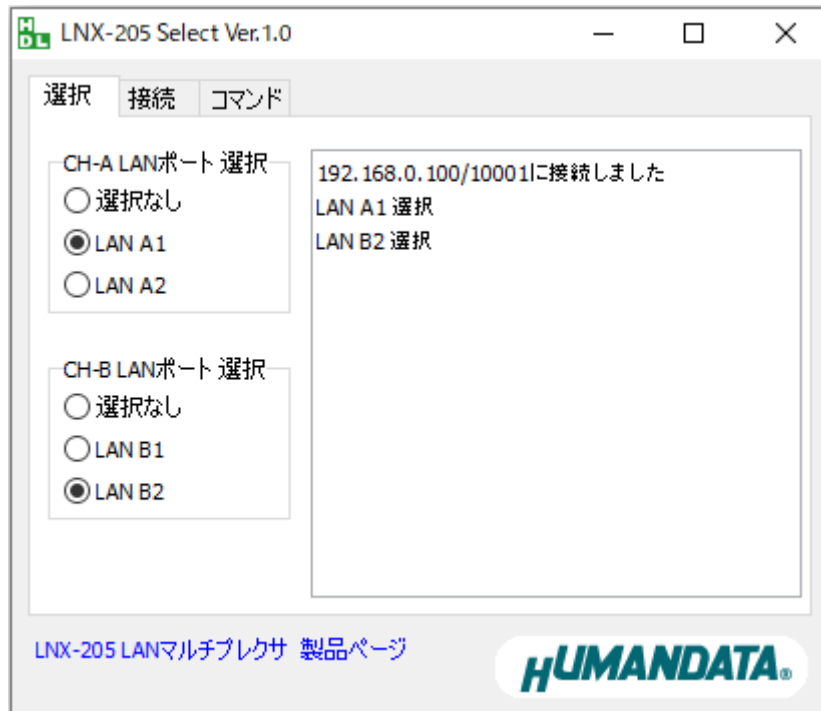 HDL LNX-205 Select Ver.1.0
選択 接続 コマンド
CH-A LANポート 選択
選択なし
LAN A1
LAN A2
CH-B LANポート 選択
選択なし
LAN B1
LAN B2
192.168.0.100/10001に接続しました
LAN A1 選択
LAN B2 選択
LNX-205 LANマルチプレクサ 製品ページ
HUMANDATA®